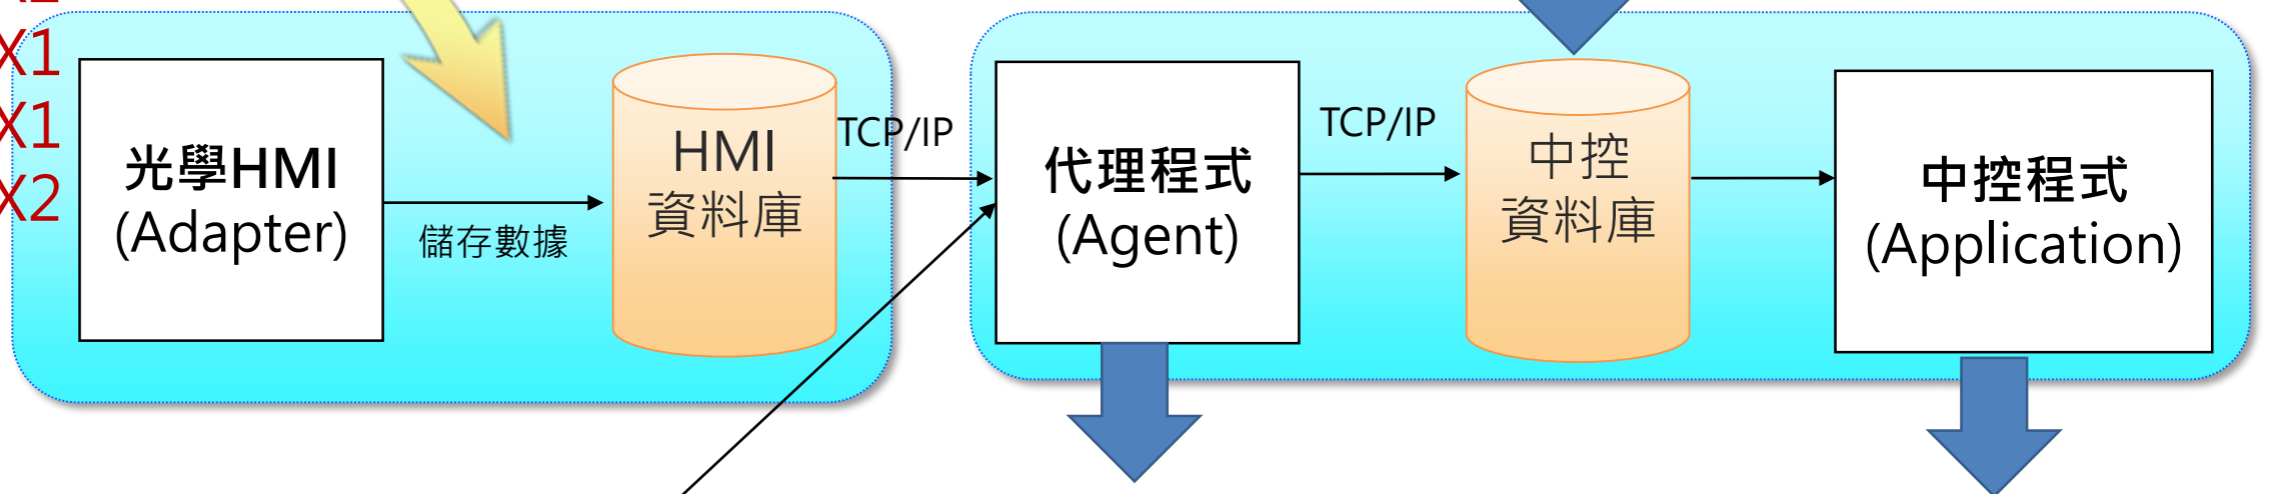 X1
X1
X2
光學HMI
(Adapter)
儲存數據
HMI
資料庫
TCP/IP
代理程式
(Agent)
TCP/IP
中控
資料庫
中控程式
(Application)